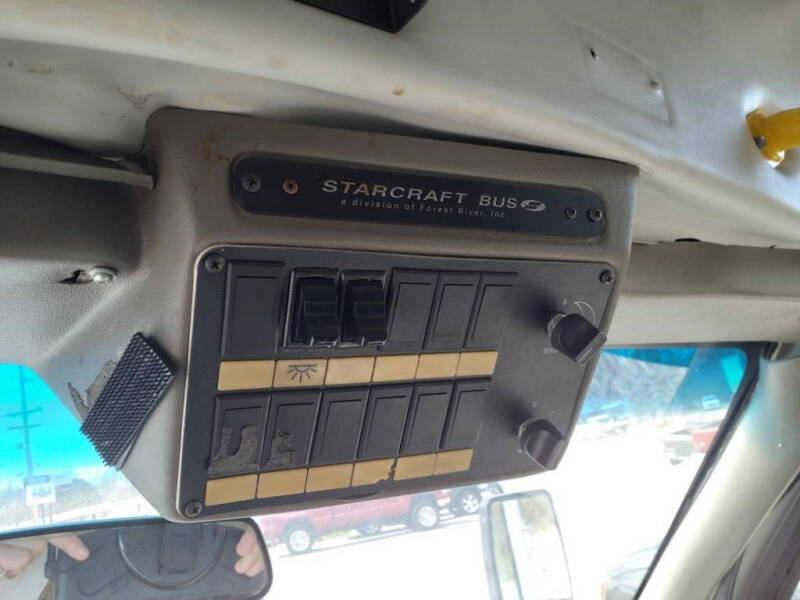 STARCRAFT BUS
a division of Forest River, Inc.